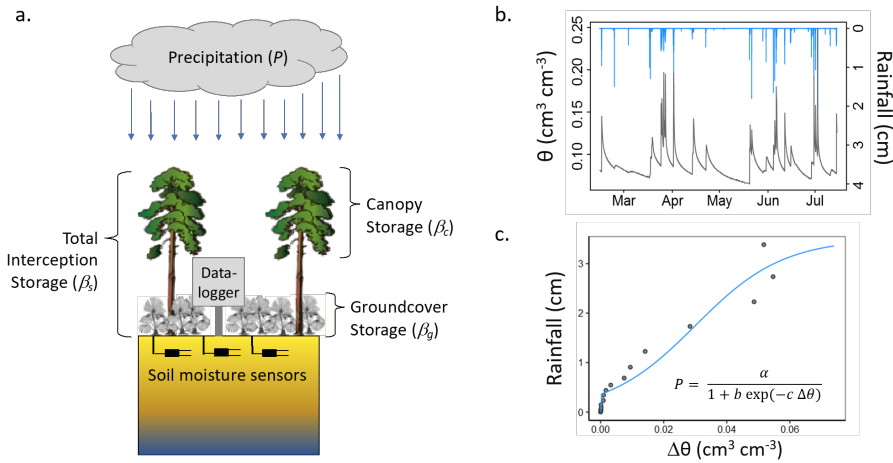 a.
Precipitation (P)
Total
Interception
Storage (βs)
Canopy
Storage (βc)
Data-
logger
Groundcover
Storage (βg)
Soil moisture sensors
b.
θ (cm³ cm⁻³)
0.25
0.20
0.15
0.10
0
1
2
3
4
Rainfall (cm)
Mar Apr May Jun Jul
c.
Rainfall (cm)
3
2
1
0
P = α / 1 + b exp(−c Δθ)
0.00 0.02 0.04 0.06
Δθ (cm³ cm⁻³)